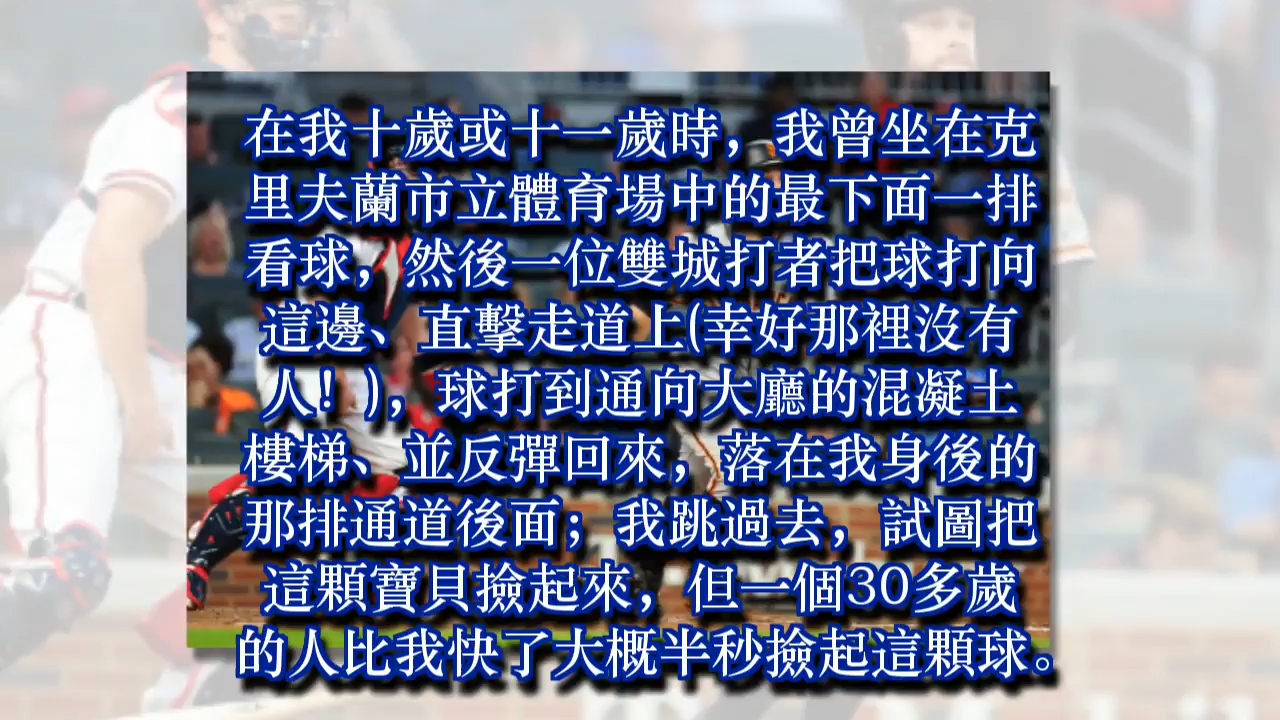 在我十歲或十一歲時，我曾坐在克
里夫蘭市立體育場中的最下面一排
看球，然後一位雙城打者把球打向
這邊、直擊走道上(幸好那裡沒有
人！)，球打到通向大廳的混凝土
樓梯、並反彈回來，落在我身後的
那排通道後面；我跳過去，試圖把
這顆寶貝撿起來，但一個30多歲
的人比我快了大概半秒撿起這顆球。